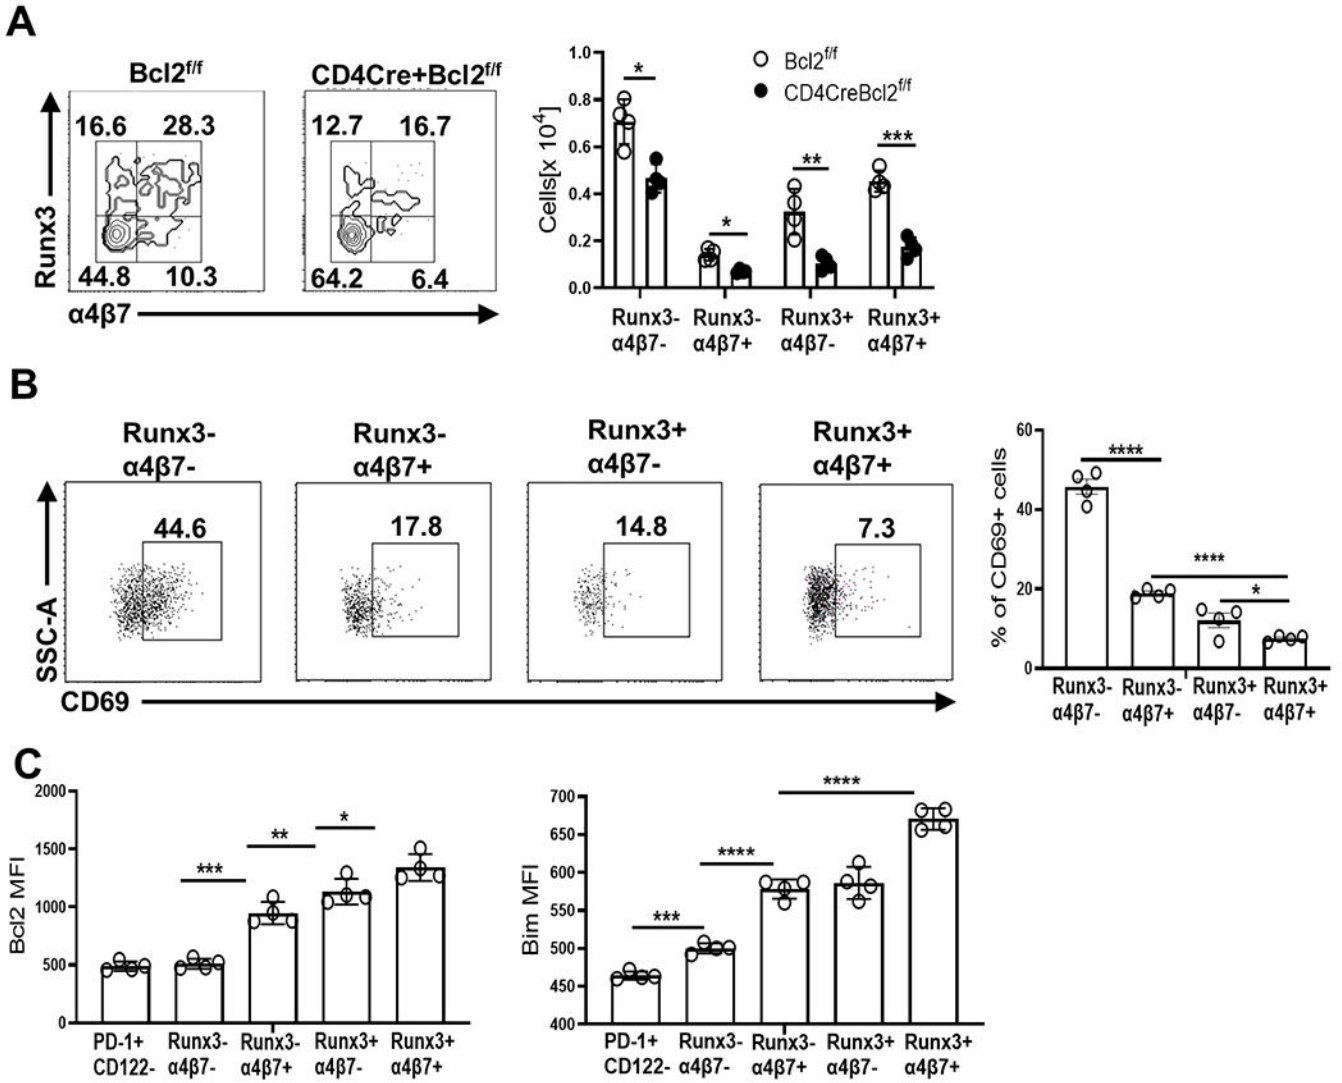 A
Bcl2f/f
CD4Cre+Bcl2f/f
16.6
28.3
44.8
10.3
12.7
16.7
64.2
6.4
Runx3
α4β7
Cells[x 10^4]
1.0
0.8
0.6
0.4
0.2
0.0
Bcl2f/f
CD4CreBcl2f/f
*
*
**
***
Runx3- Runx3- Runx3+ Runx3+
α4β7- α4β7+ α4β7- α4β7+
B
Runx3-
α4β7-
44.6
Runx3-
α4β7+
17.8
Runx3+
α4β7-
14.8
Runx3+
α4β7+
7.3
SSC-A
CD69
% of CD69+ cells
60
40
20
0
****
****
*
Runx3- Runx3- Runx3+ Runx3+
α4β7- α4β7+ α4β7- α4β7+
C
Bcl2 MFI
2000
1500
1000
500
0
***
**
*
PD-1+ Runx3- Runx3- Runx3+ Runx3+
CD122- α4β7- α4β7+ α4β7- α4β7+
Bim MFI
700
650
600
550
500
450
400
***
****
****
PD-1+ Runx3- Runx3- Runx3+ Runx3+
CD122- α4β7- α4β7+ α4β7- α4β7+